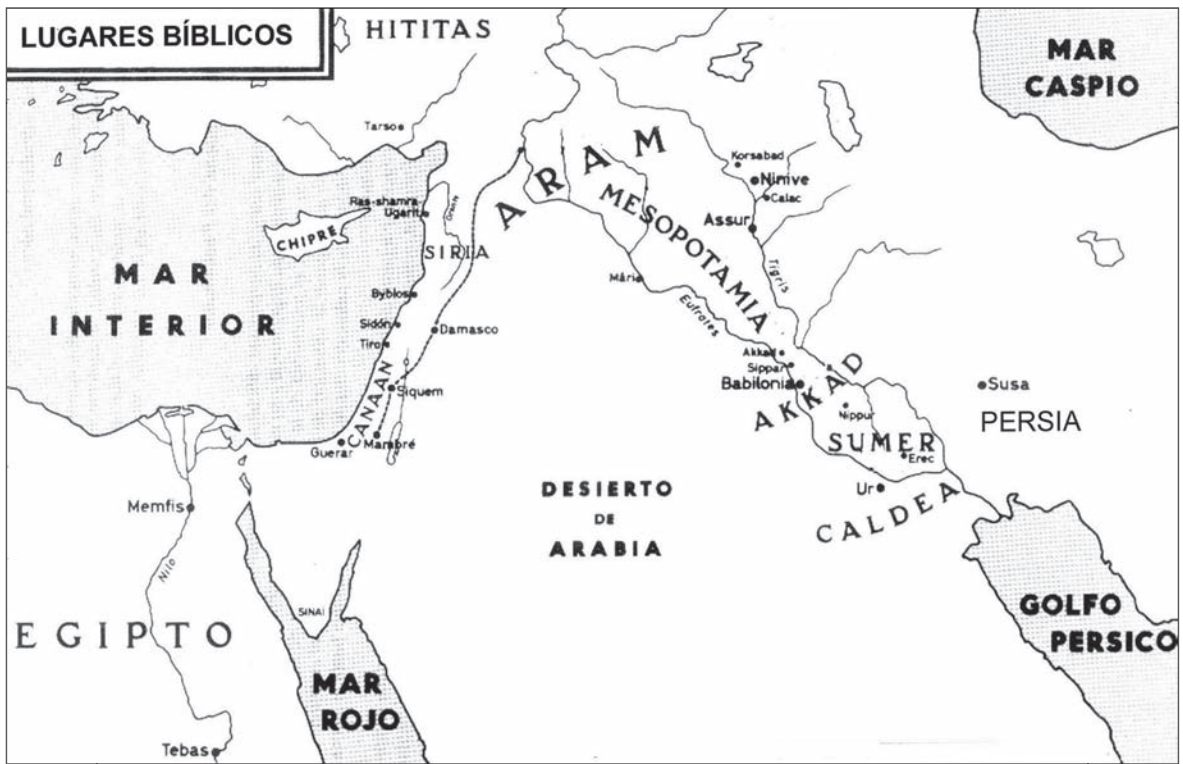 LUGARES BÍBLICOS
HITITAS
MAR
CASPIO
Tarso
Korsabad
Ninive
Calac
ARAM
MESOPOTAMIA
Assur
Ras-shamra
Ugarit
Oronte
CHIPRE
SIRIA
MAR
INTERIOR
Mâri
Tigris
Eufrates
Byblos
Sidón
Damasco
Tiro
Akkad
Sippar
Babilonia
AKKAD
Susa
CANAAN
Siquem
Nippur
PERSIA
SUMER
Guerar
Mambré
Erec
Ur
CALDEA
DESIERTO
DE
ARABIA
Memfis
Nilo
SINAI
EGIPTO
GOLFO
PERSICO
MAR
ROJO
Tebas